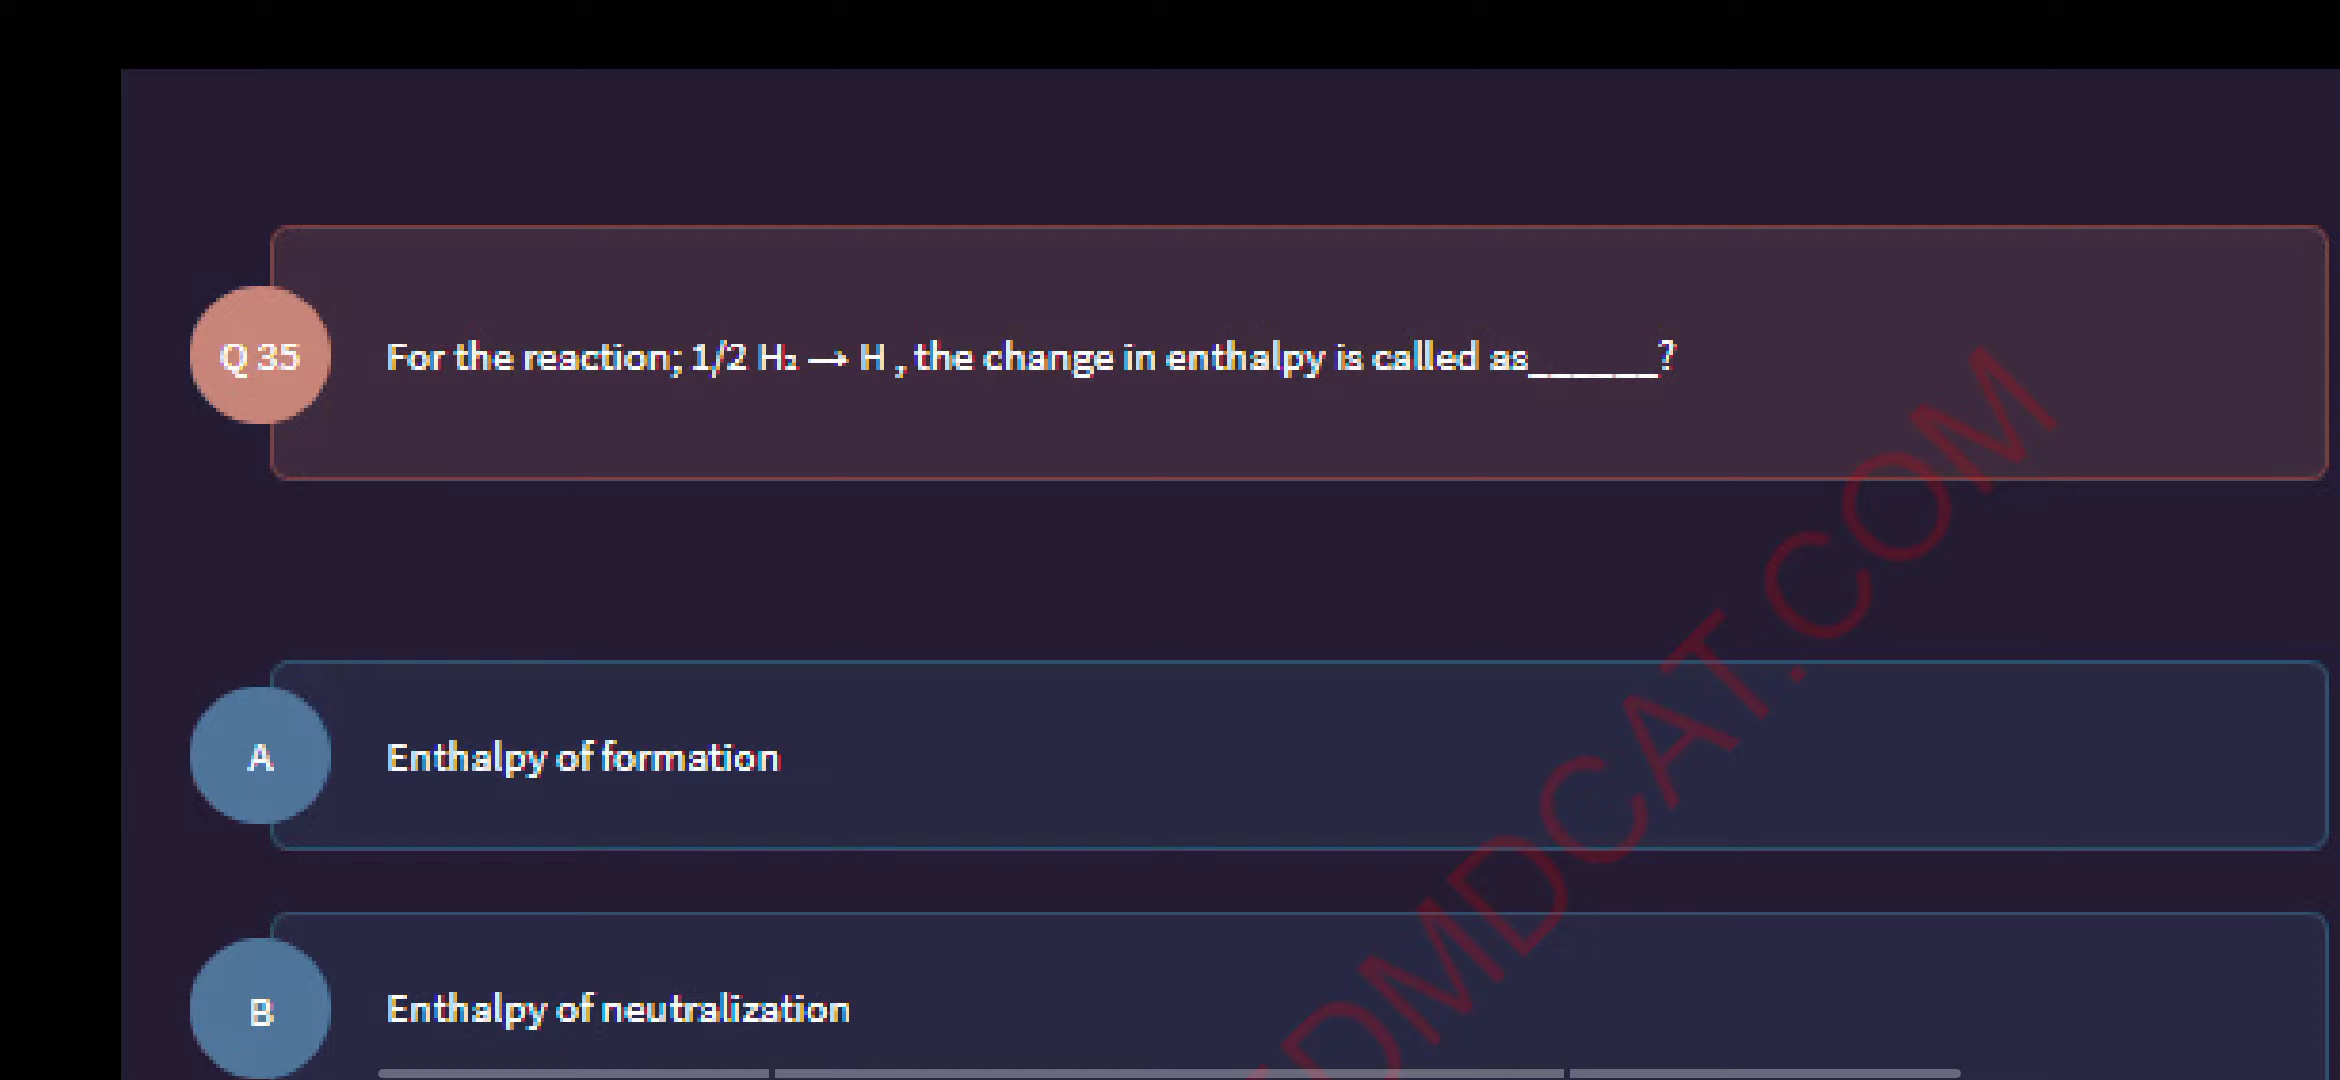 Q 35
For the reaction; 1/2 H₂ → H , the change in enthalpy is called as______?
A
Enthalpy of formation
B
Enthalpy of neutralization
DMDCAT.COM